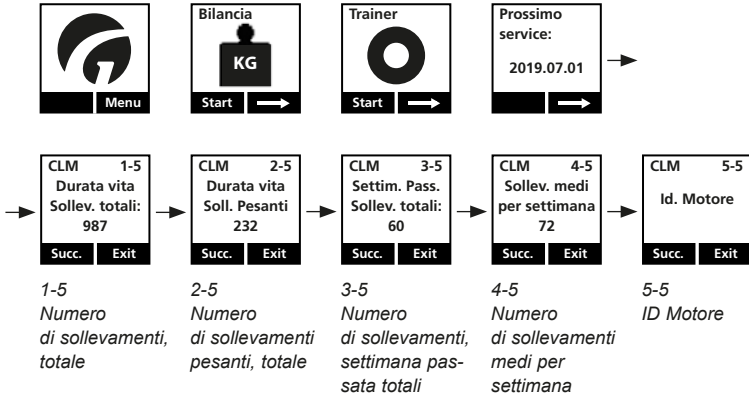 Menu
Bilancia
KG
Start
Trainer
Start
Prossimo
service:
2019.07.01
CLM 1-5
Durata vita
Sollev. totali:
987
Succ. Exit
CLM 2-5
Durata vita
Soll. Pesanti
232
Succ. Exit
CLM 3-5
Settim. Pass.
Sollev. totali:
60
Succ. Exit
CLM 4-5
Sollev. medi
per settimana
72
Succ. Exit
CLM 5-5
Id. Motore
Succ. Exit
1-5
Numero
di sollevamenti,
totale
2-5
Numero
di sollevamenti
pesanti, totale
3-5
Numero
di sollevamenti,
settimana pas-
sata totali
4-5
Numero
di sollevamenti
medi per
settimana
5-5
ID Motore